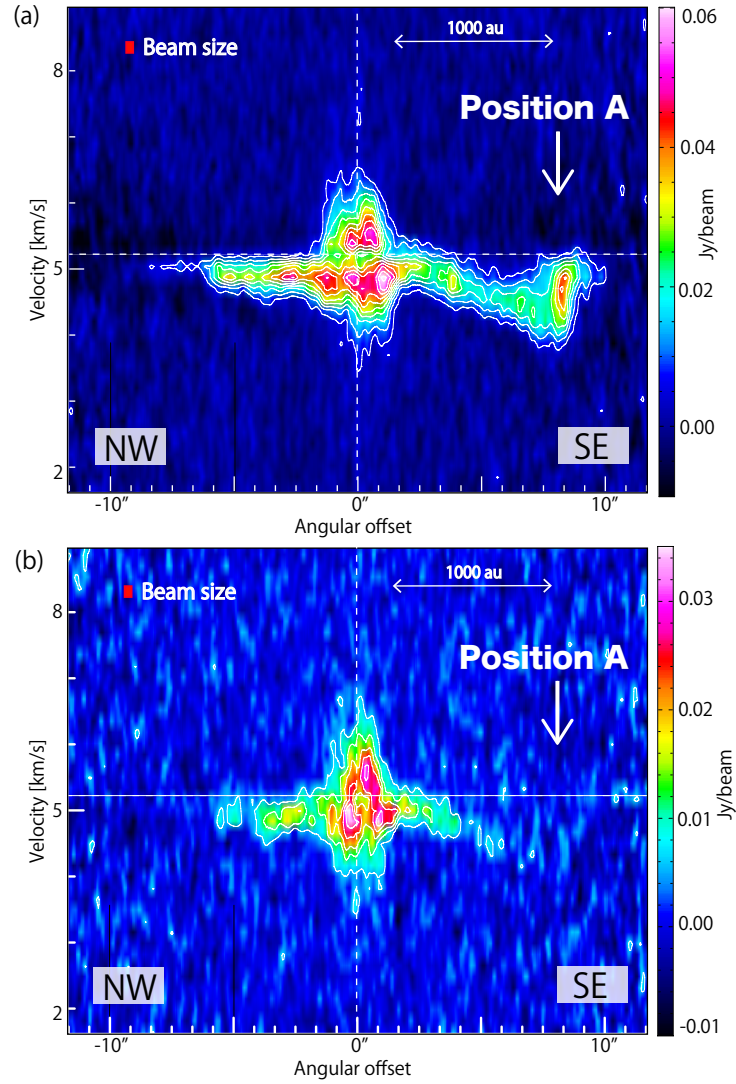 (a)
Beam size
1000 au
Position A
Velocity [km/s]
8
5
2
NW
SE
-10″
0″
10″
Angular offset
0.06
0.04
0.02
0.00
Jy/beam
(b)
Beam size
1000 au
Position A
Velocity [km/s]
8
5
2
NW
SE
-10″
0″
10″
Angular offset
0.03
0.02
0.01
0.00
-0.01
Jy/beam